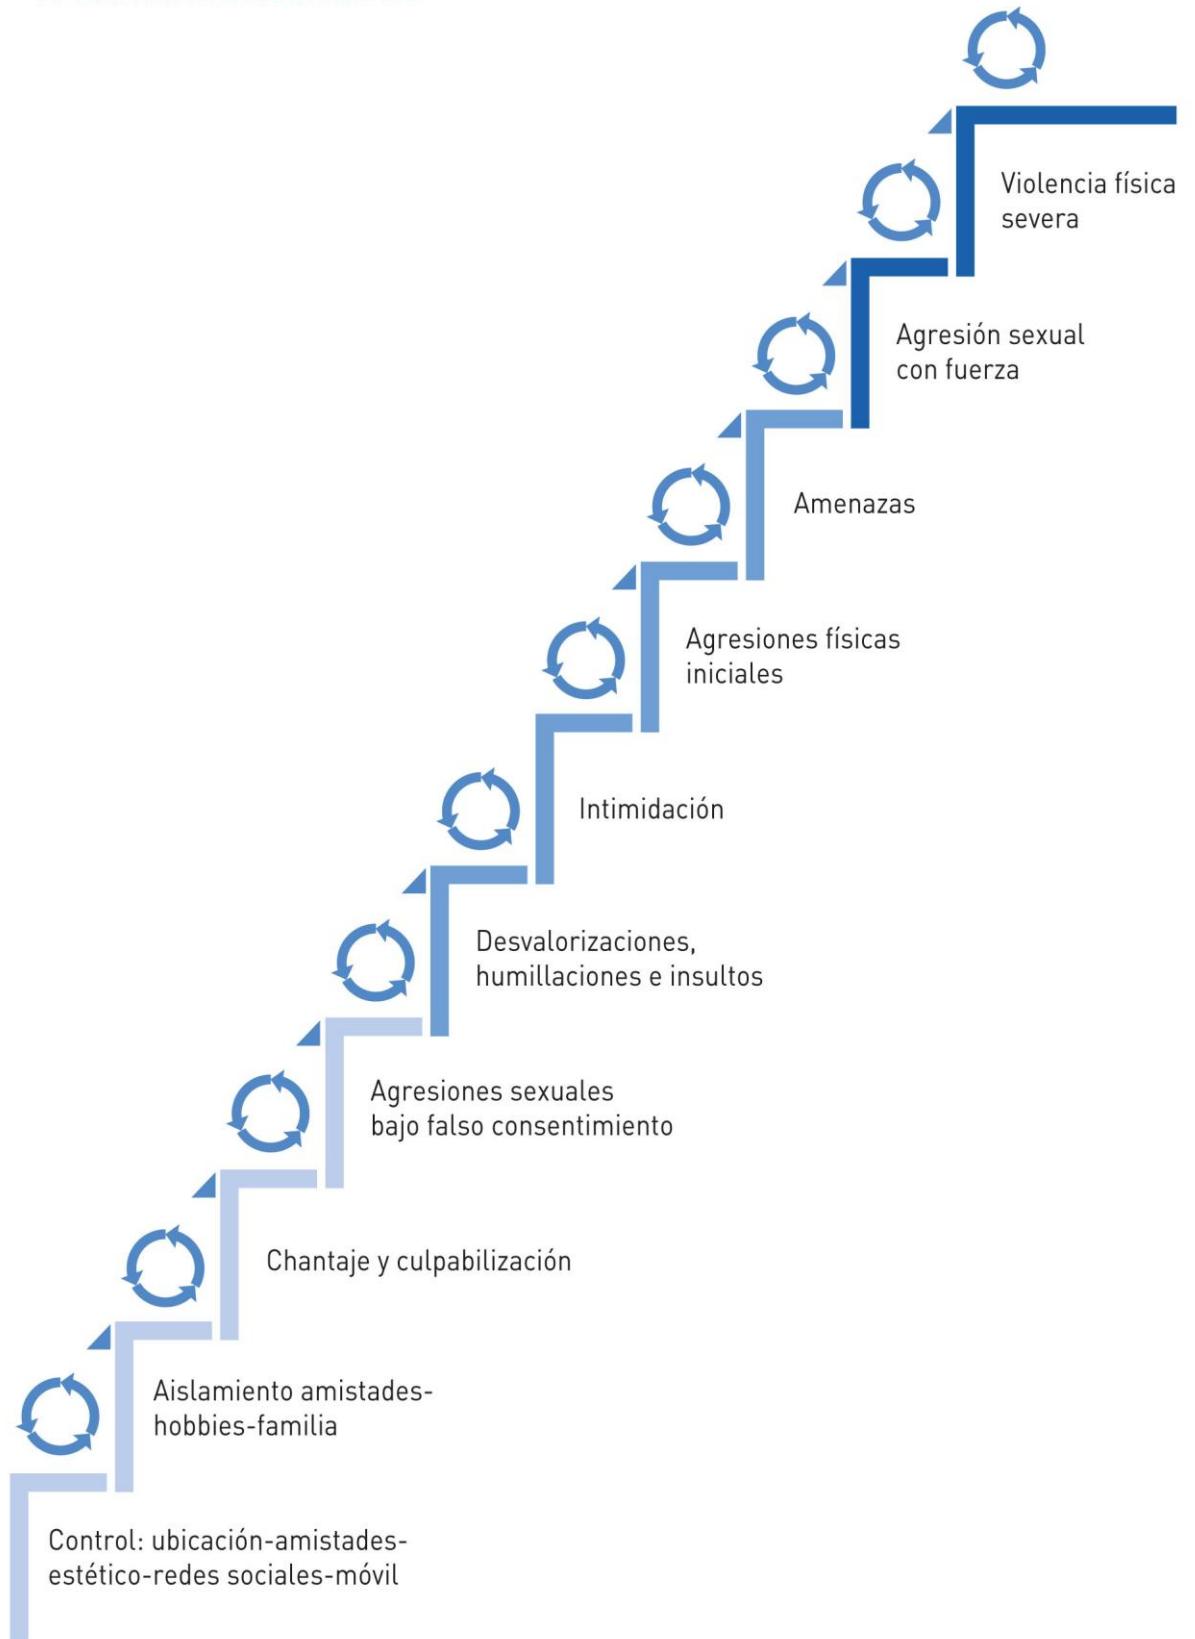 Violencia física
severa
Agresión sexual
con fuerza
Amenazas
Agresiones físicas
iniciales
Intimidación
Desvalorizaciones,
humillaciones e insultos
Agresiones sexuales
bajo falso consentimiento
Chantaje y culpabilización
Aislamiento amistades-
hobbies-familia
Control: ubicación-amistades-
estético-redes sociales-móvil